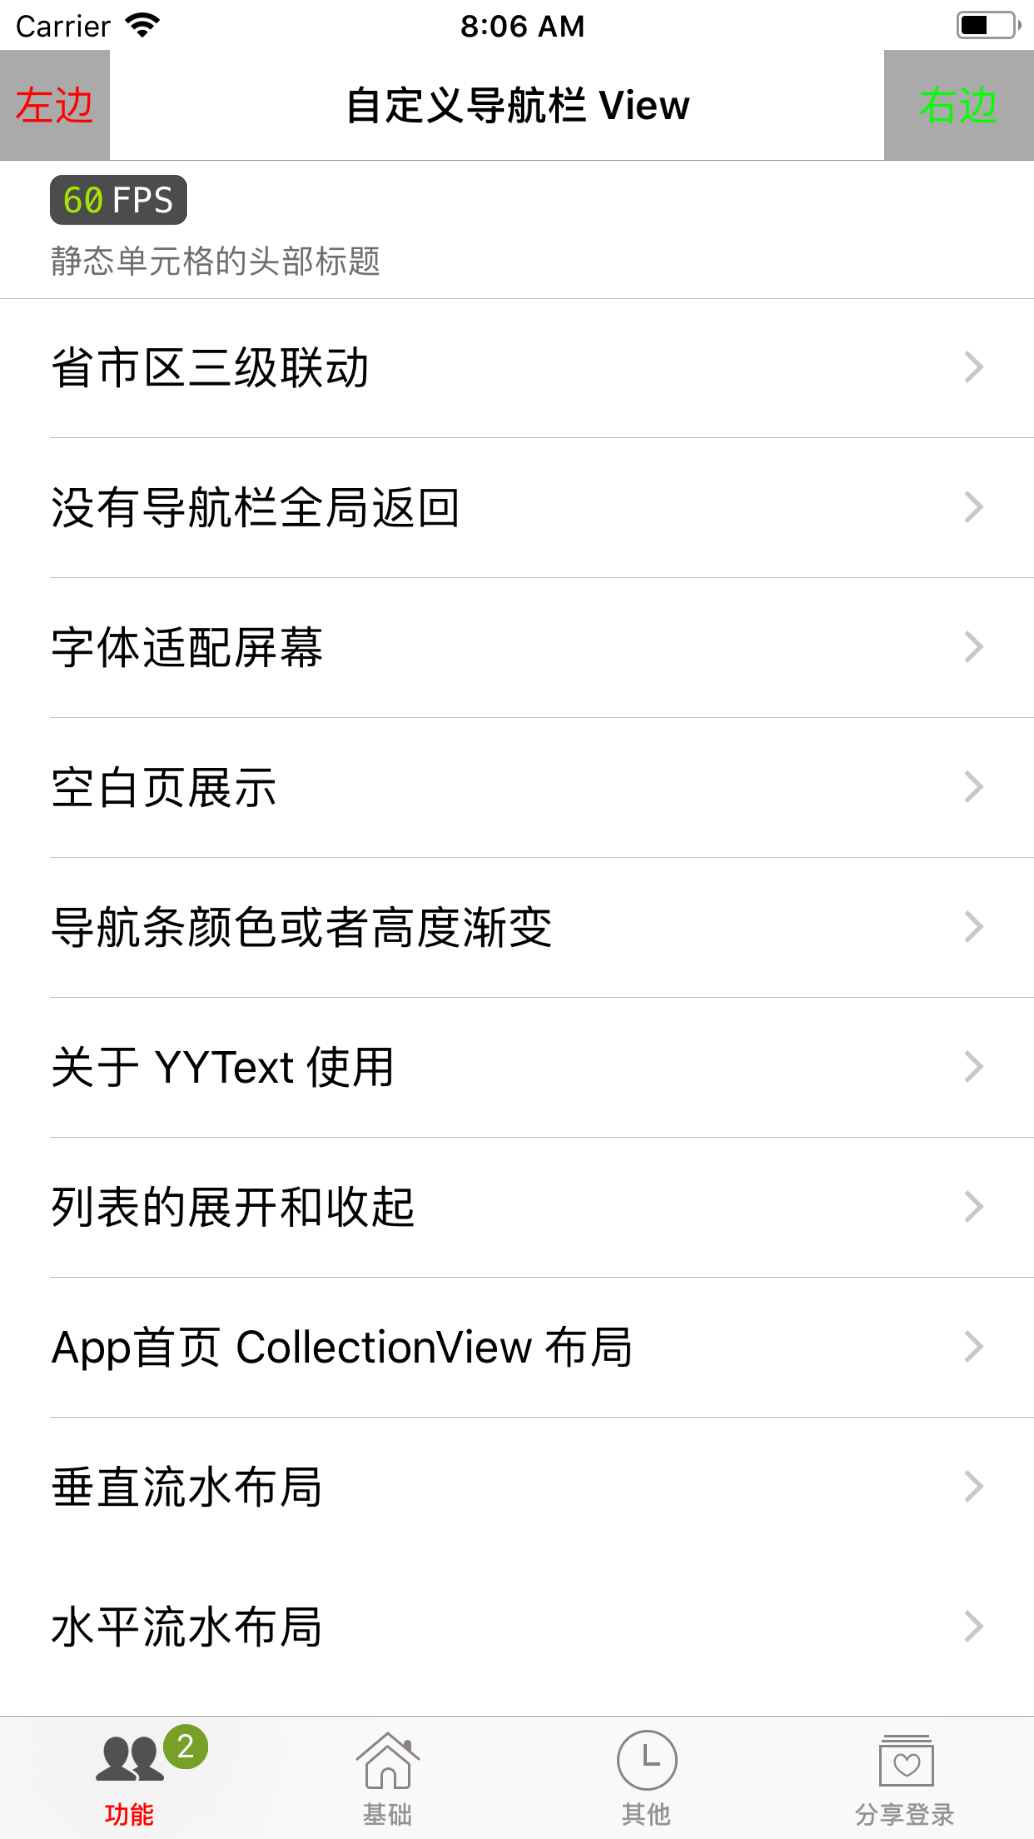 Carrier 8:06 AM
左边 自定义导航栏 View 右边
60 FPS
静态单元格的头部标题
省市区三级联动
没有导航栏全局返回
字体适配屏幕
空白页展示
导航条颜色或者高度渐变
关于 YYText 使用
列表的展开和收起
App首页 CollectionView 布局
垂直流水布局
水平流水布局
2
功能 基础 其他 分享登录